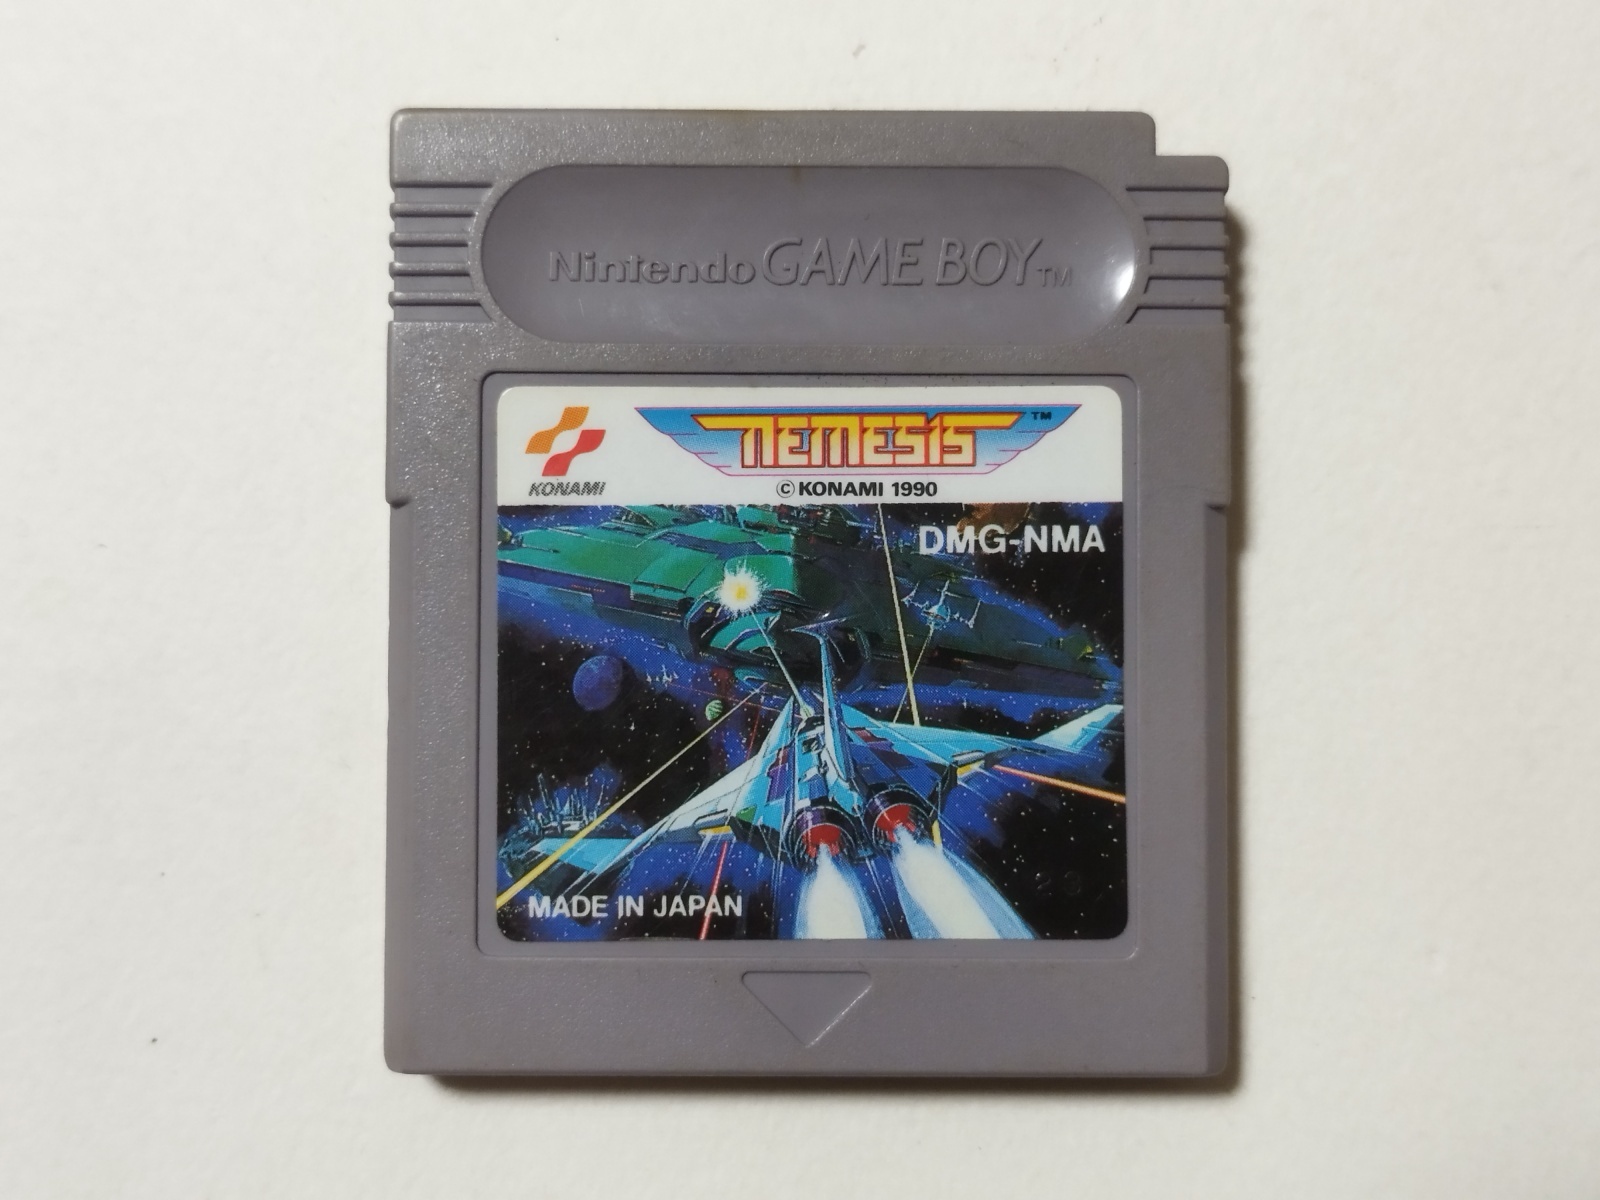 Nintendo GAME BOY TM
NEMESIS TM
KONAMI
© KONAMI 1990
DMG-NMA
MADE IN JAPAN